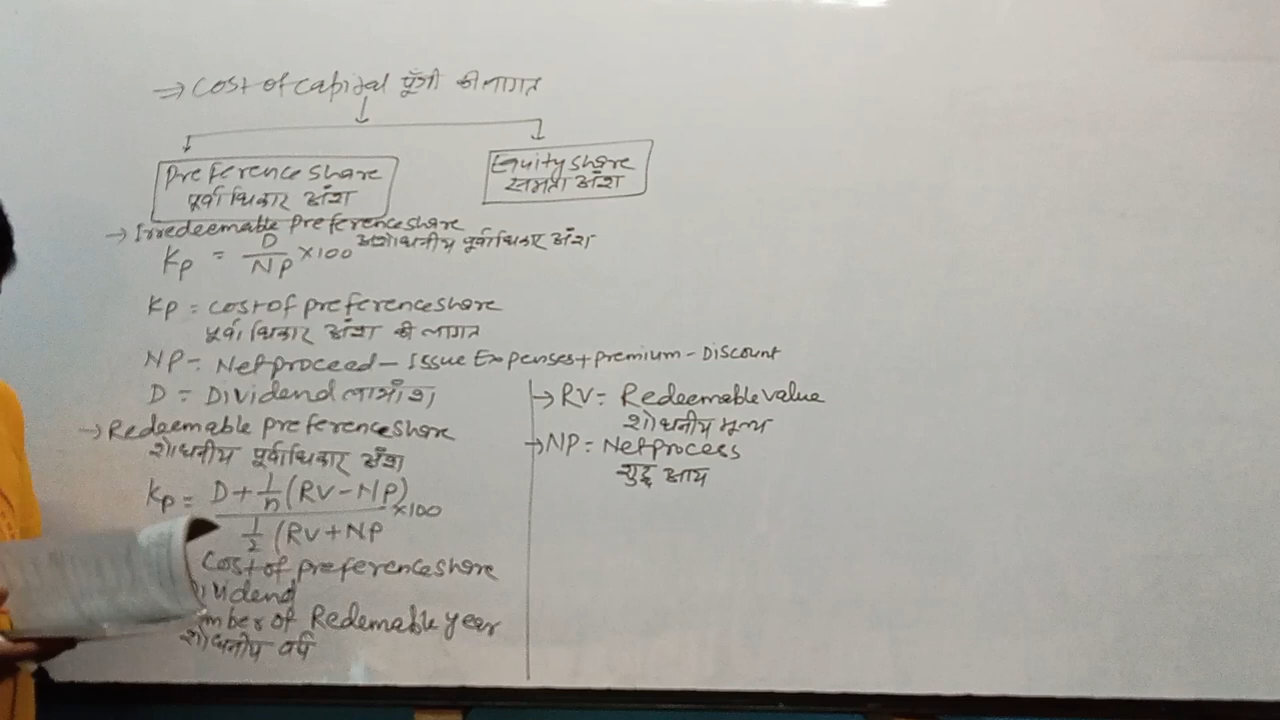 ⇒ Cost of capital पूँजी की लागत
Preference share
पूर्वाधिकार अंश
Equity share
समता अंश
→ Irredeemable Preference share
अशोधनीय पूर्वाधिकार अंश
Kp = D/NP ×100
Kp = cost of preference share
पूर्वाधिकार अंश की लागत
NP = Net proceed - Issue Expenses + premium - Discount
D = Dividend लाभांश
→ Redeemable preference share
शोधनीय पूर्वाधिकार अंश
Kp = D + 1/n (RV - NP) / 1/2 (RV + NP ×100
Cost of preference share
ividend
mber of Redemable year
शोधनीय वर्ष
→ RV = Redeemable value
शोधनीय मूल्य
→ NP = Net process
शुद्ध आय